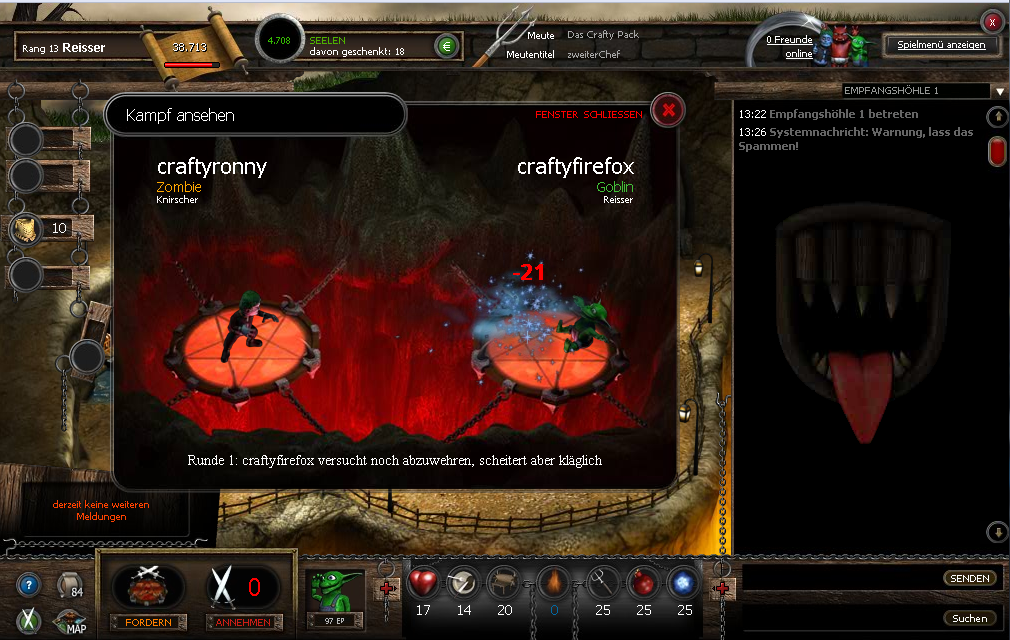 Rang 13 Reisser
38.713
4.708
SEELEN
davon geschenkt: 18
€
Meute Das Crafty Pack
Meutentitel zweiterChef
0 Freunde
online
Spielmenü anzeigen
X
EMPFANGSHÖHLE 1
13:22 Empfangshöhle 1 betreten
13:26 Systemnachricht: Warnung, lass das
Spammen!
Kampf ansehen
FENSTER SCHLIESSEN
craftyronny
Zombie
Knirscher
craftyfirefox
Goblin
Reisser
10
-21
Runde 1: craftyfirefox versucht noch abzuwehren, scheitert aber kläglich
derzeit keine weiteren
Meldungen
?
84
MAP
FORDERN
0
ANNEHMEN
97 EP
17
14
20
0
25
25
25
SENDEN
Suchen